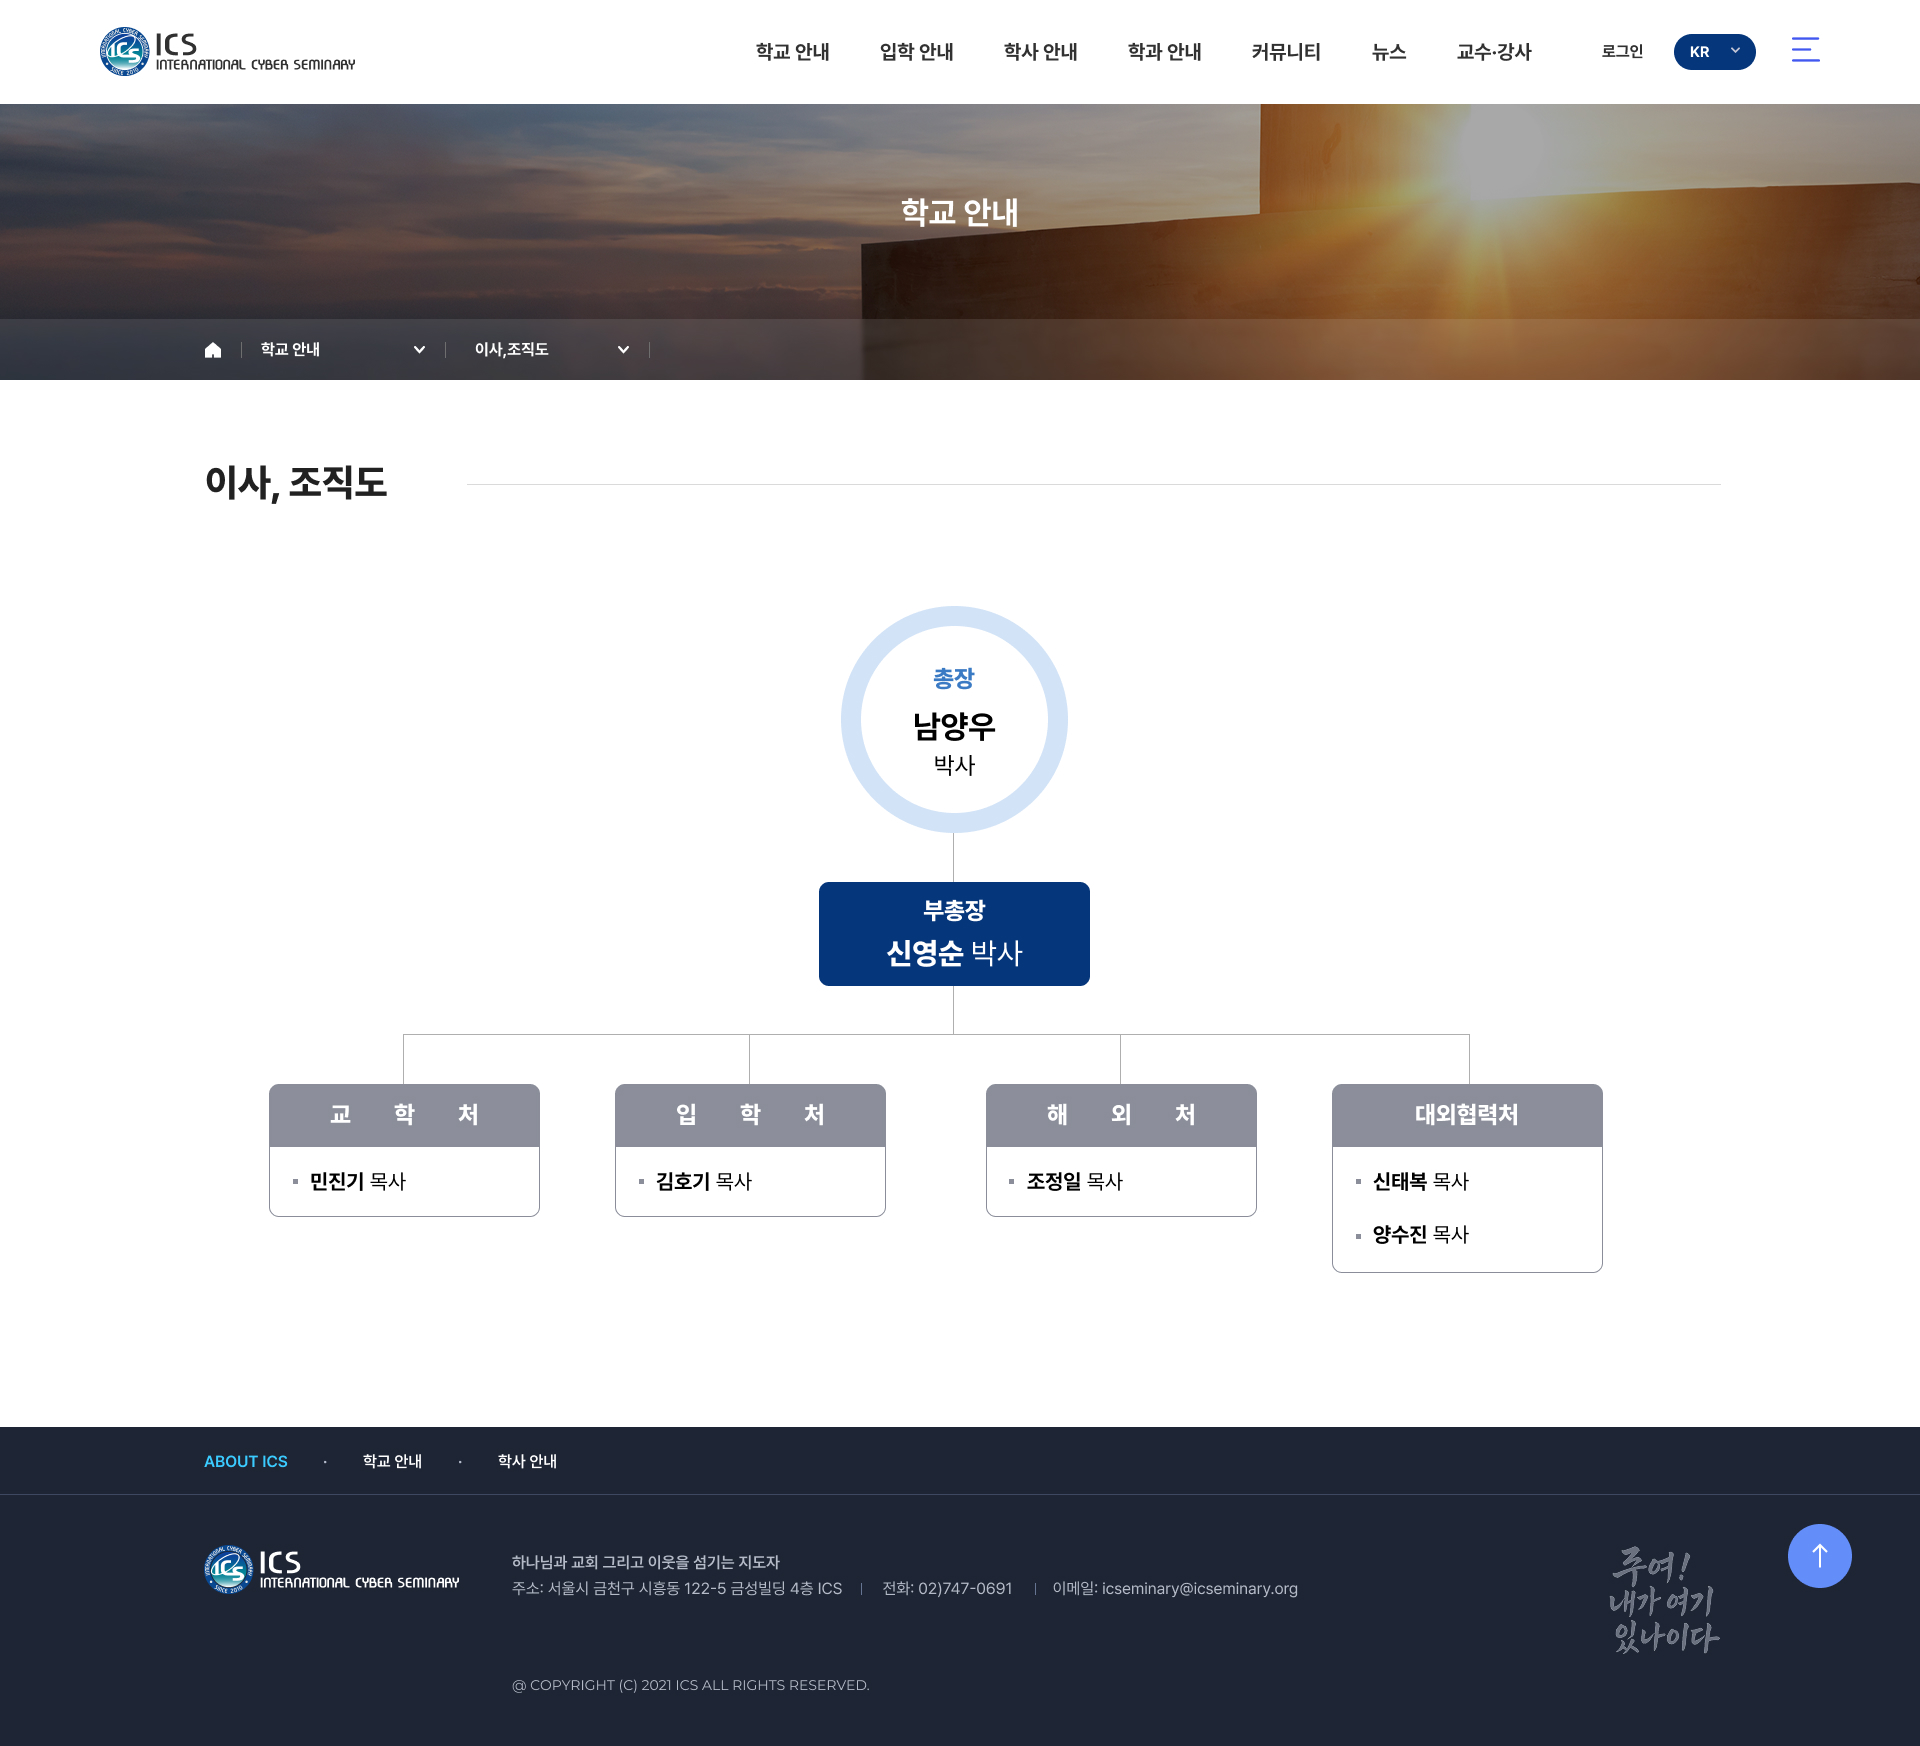 ICS
INTERNATIONAL CYBER SEMINARY
학교 안내
입학 안내
학사 안내
학과 안내
커뮤니티
뉴스
교수·강사
로그인
KR
학교 안내
학교 안내
이사,조직도
이사, 조직도
총장
남양우
박사
부총장
신영순 박사
교 학 처
민진기 목사
입 학 처
김호기 목사
해 외 처
조정일 목사
대외협력처
신태복 목사
양수진 목사
ABOUT ICS · 학교 안내 · 학사 안내
ICS
INTERNATIONAL CYBER SEMINARY
하나님과 교회 그리고 이웃을 섬기는 지도자
주소: 서울시 금천구 시흥동 122-5 금성빌딩 4층 ICS | 전화: 02)747-0691 | 이메일: icseminary@icseminary.org
@ COPYRIGHT (C) 2021 ICS ALL RIGHTS RESERVED.
주여!
내가 여기
있나이다